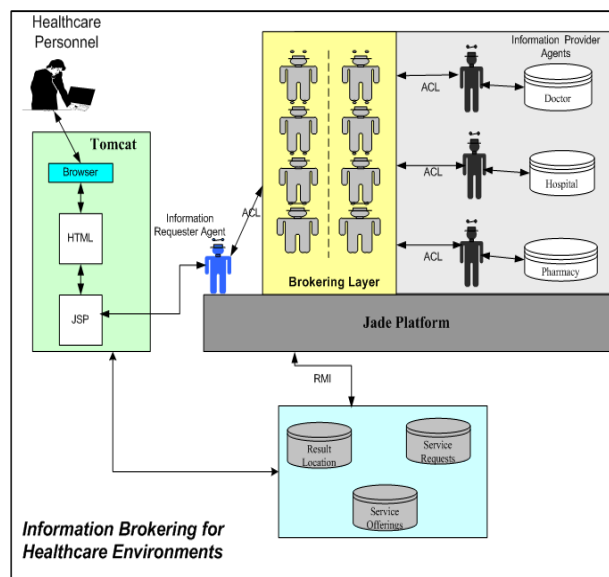 Healthcare
Personnel
Tomcat
Browser
HTML
JSP
Information
Requester Agent
ACL
Brokering Layer
Information Provider
Agents
ACL
Doctor
ACL
Hospital
ACL
Pharmacy
Jade Platform
RMI
Result
Location
Service
Requests
Service
Offerings
Information Brokering for
Healthcare Environments